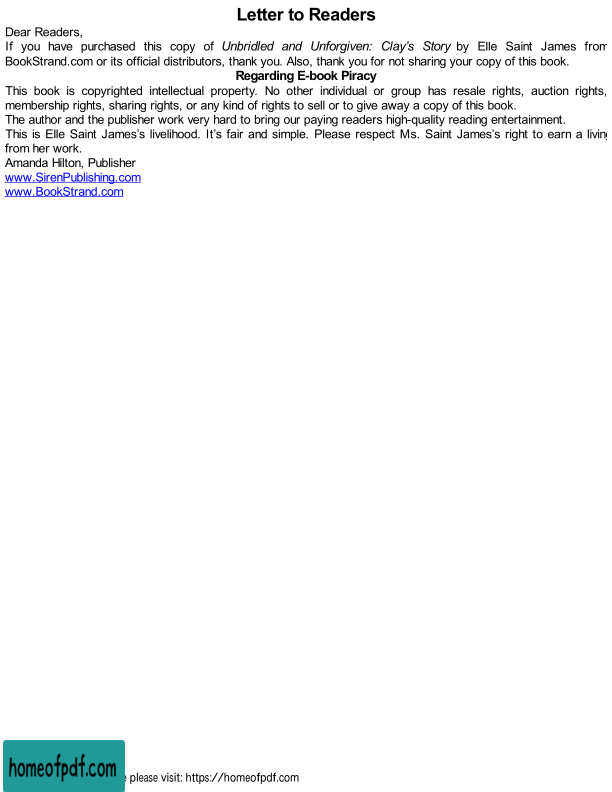 Letter to Readers
Dear Readers,
If you have purchased this copy of Unbridled and Unforgiven: Clay’s Story by Elle Saint James from
BookStrand.com or its official distributors, thank you. Also, thank you for not sharing your copy of this book.
Regarding E-book Piracy
This book is copyrighted intellectual property. No other individual or group has resale rights, auction rights,
membership rights, sharing rights, or any kind of rights to sell or to give away a copy of this book.
The author and the publisher work very hard to bring our paying readers high-quality reading entertainment.
This is Elle Saint James’s livelihood. It’s fair and simple. Please respect Ms. Saint James’s right to earn a living
from her work.
Amanda Hilton, Publisher
www.SirenPublishing.com
www.BookStrand.com
homeofpdf.com
please visit: https://homeofpdf.com